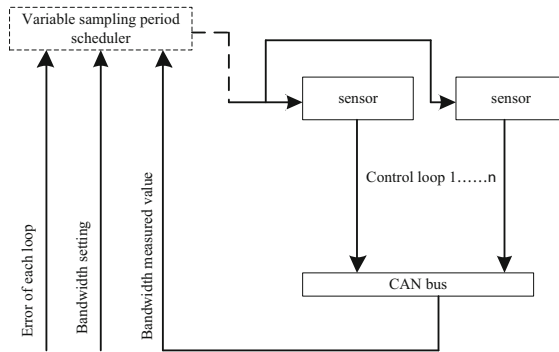 Variable sampling period
scheduler
sensor
sensor
Control loop 1……n
CAN bus
Error of each loop
Bandwidth setting
Bandwidth measured value